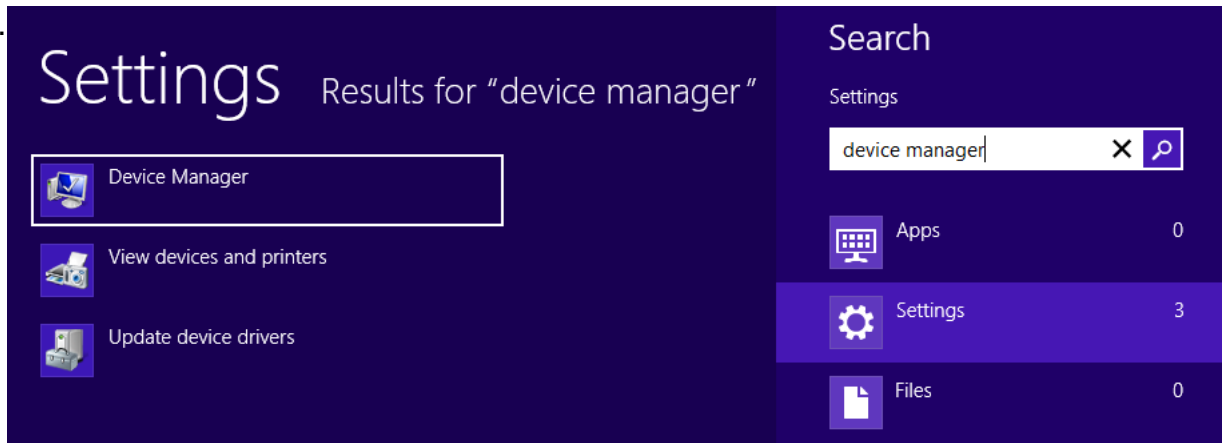 .
Settings Results for “device manager”
Device Manager
View devices and printers
Update device drivers
Search
Settings
device manager
Apps 0
Settings 3
Files 0